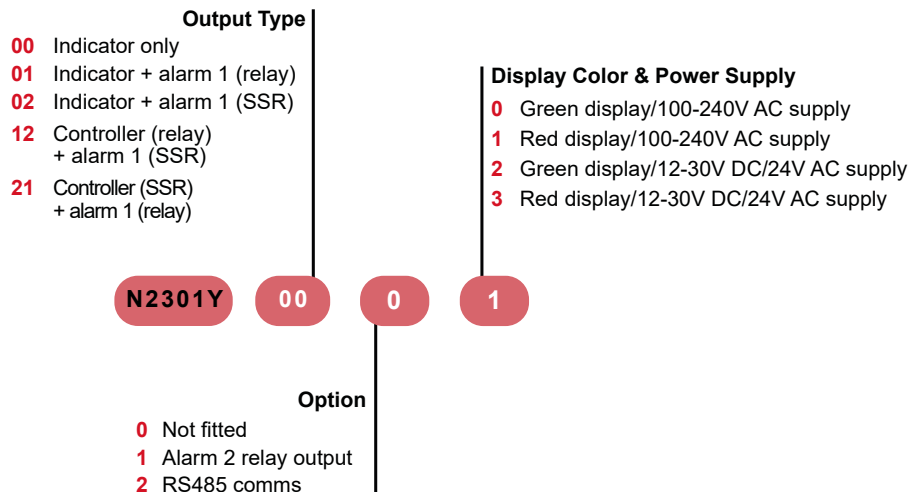 Output Type
00 Indicator only
01 Indicator + alarm 1 (relay)
02 Indicator + alarm 1 (SSR)
12 Controller (relay)
+ alarm 1 (SSR)
21 Controller (SSR)
+ alarm 1 (relay)
Display Color & Power Supply
0 Green display/100-240V AC supply
1 Red display/100-240V AC supply
2 Green display/12-30V DC/24V AC supply
3 Red display/12-30V DC/24V AC supply
N2301Y 00 0 1
Option
0 Not fitted
1 Alarm 2 relay output
2 RS485 comms